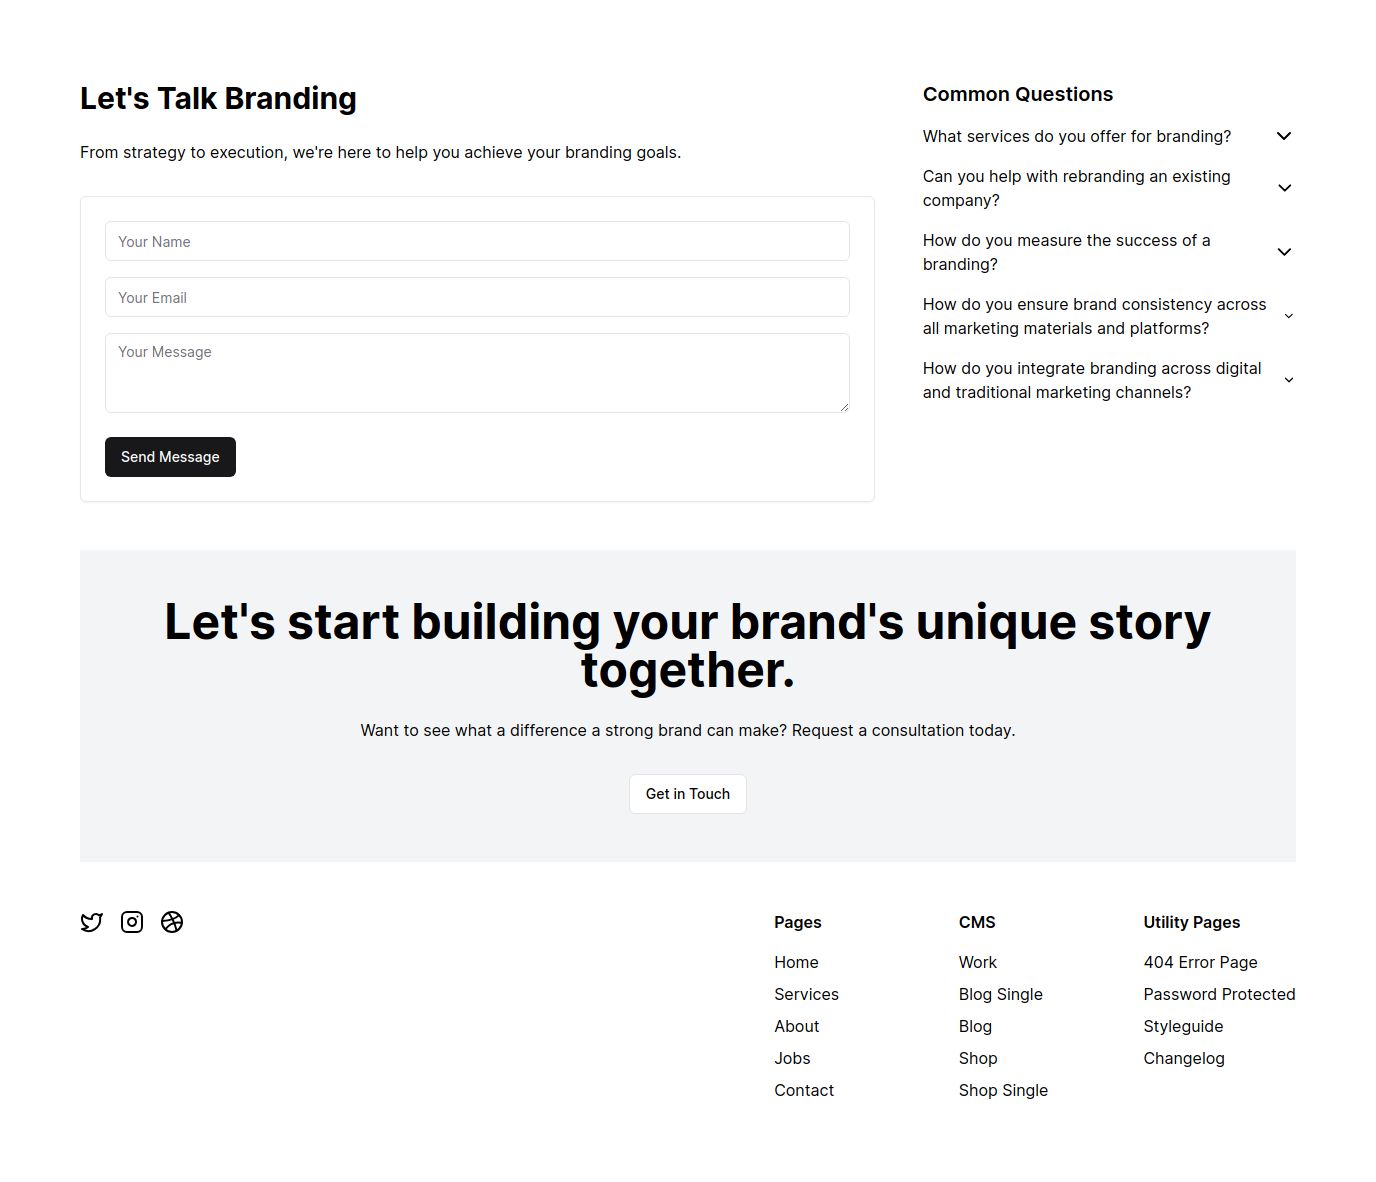 Let's Talk Branding
From strategy to execution, we're here to help you achieve your branding goals.
Your Name
Your Email
Your Message
Send Message
Common Questions
What services do you offer for branding?
Can you help with rebranding an existing
company?
How do you measure the success of a
branding?
How do you ensure brand consistency across
all marketing materials and platforms?
How do you integrate branding across digital
and traditional marketing channels?
Let's start building your brand's unique story
together.
Want to see what a difference a strong brand can make? Request a consultation today.
Get in Touch
Pages
Home
Services
About
Jobs
Contact
CMS
Work
Blog Single
Blog
Shop
Shop Single
Utility Pages
404 Error Page
Password Protected
Styleguide
Changelog